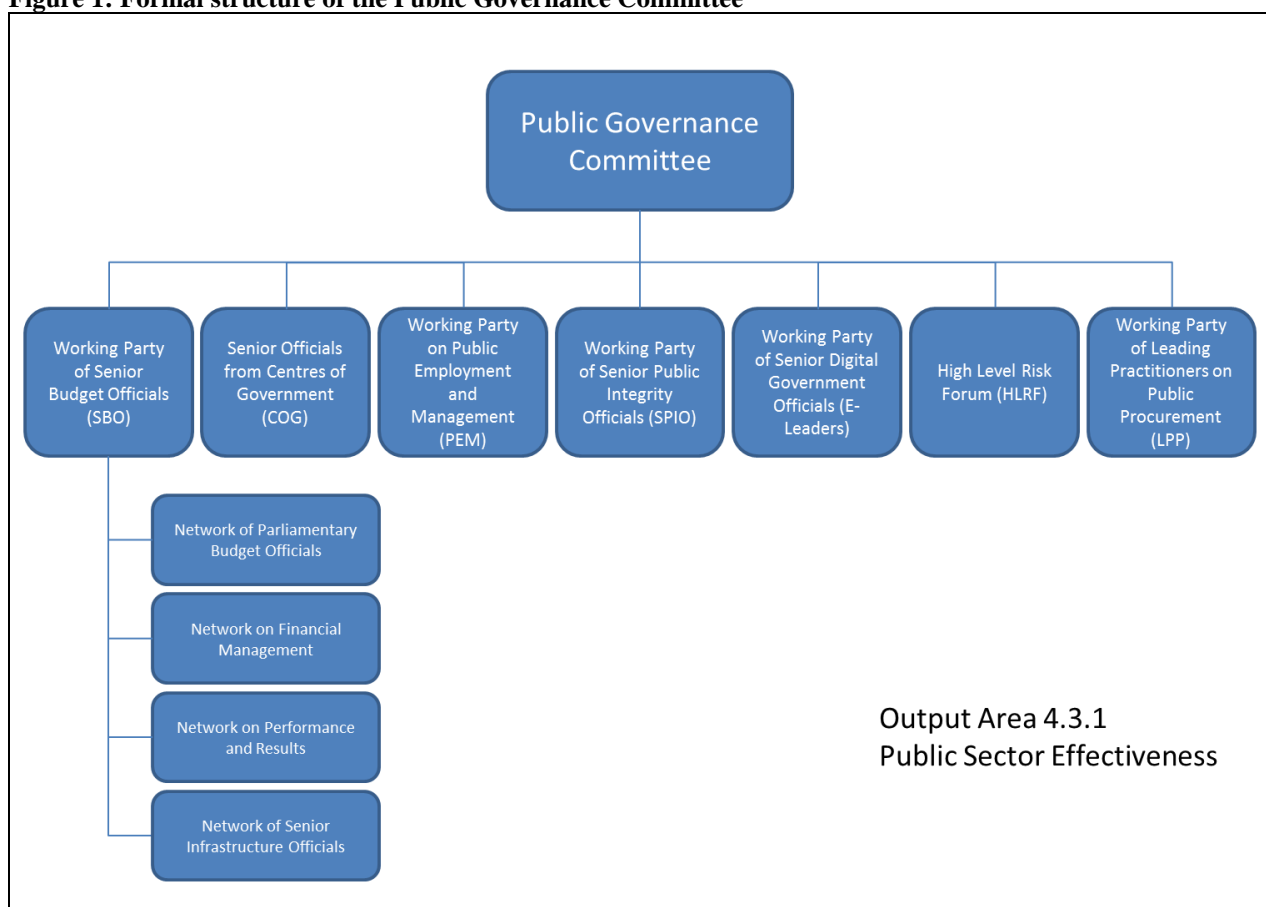 Figure 1: Formal structure of the Public Governance Committee
Public Governance
Committee
Working Party
of Senior
Budget Officials
(SBO)
Senior Officials
from Centres of
Government
(COG)
Working Party
on Public
Employment
and
Management
(PEM)
Working Party
of Senior Public
Integrity
Officials (SPIO)
Working Party
of Senior Digital
Government
Officials (E-
Leaders)
High Level Risk
Forum (HLRF)
Working Party
of Leading
Practitioners on
Public
Procurement
(LPP)
Network of Parliamentary
Budget Officials
Network on Financial
Management
Network on Performance
and Results
Network of Senior
Infrastructure Officials
Output Area 4.3.1
Public Sector Effectiveness